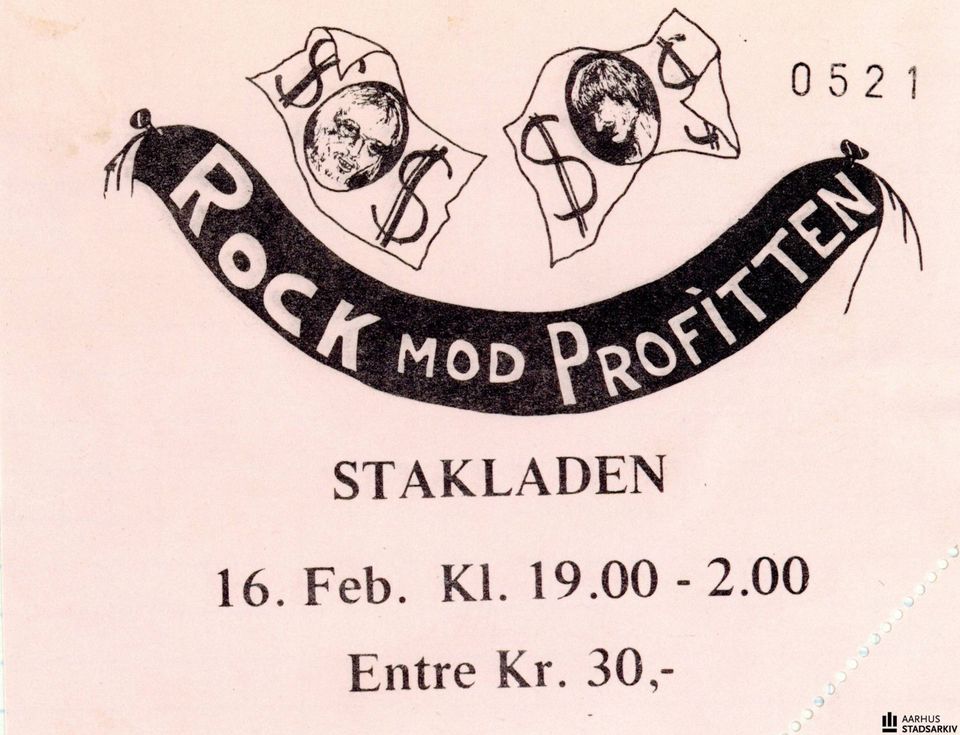 0521
$ $ $ $
ROCK MOD PROFITTEN
STAKLADEN
16. Feb. Kl. 19.00 - 2.00
Entre Kr. 30,-
AARHUS
STADSARKIV